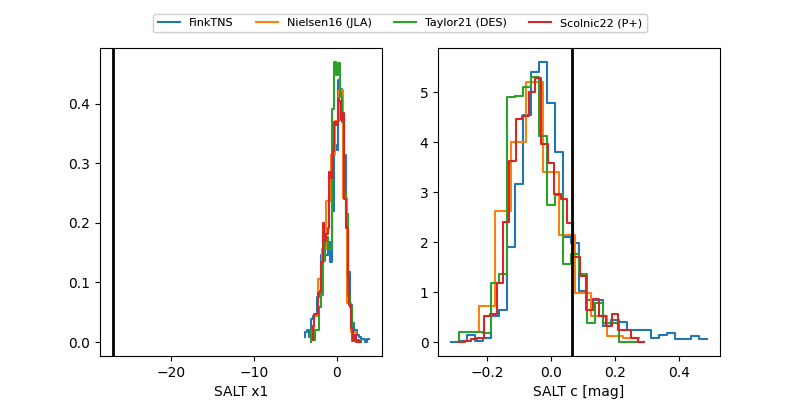 FinkTNS Nielsen16 (JLA) Taylor21 (DES) Scolnic22 (P+)
0.4
0.3
0.2
0.1
0.0
−20 −10 0
SALT x1
5
4
3
2
1
0
−0.2 0.0 0.2 0.4
SALT c [mag]